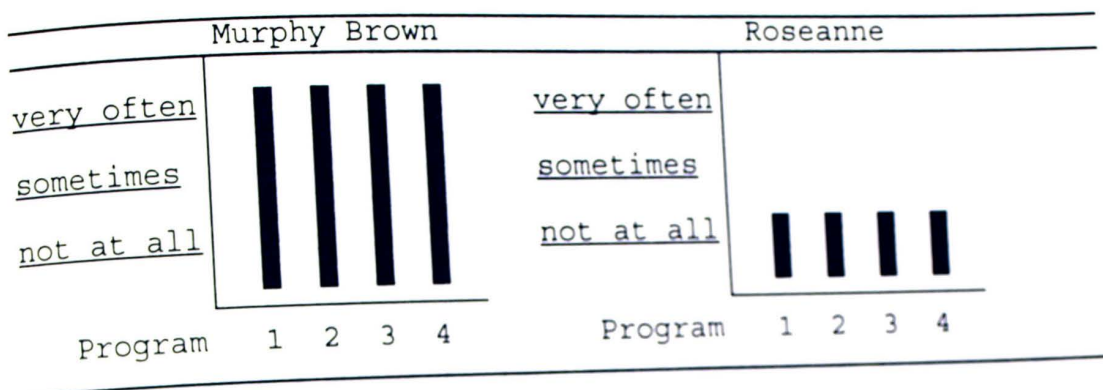 Murphy Brown Roseanne
very often very often
sometimes sometimes
not at all not at all
Program 1 2 3 4 Program 1 2 3 4